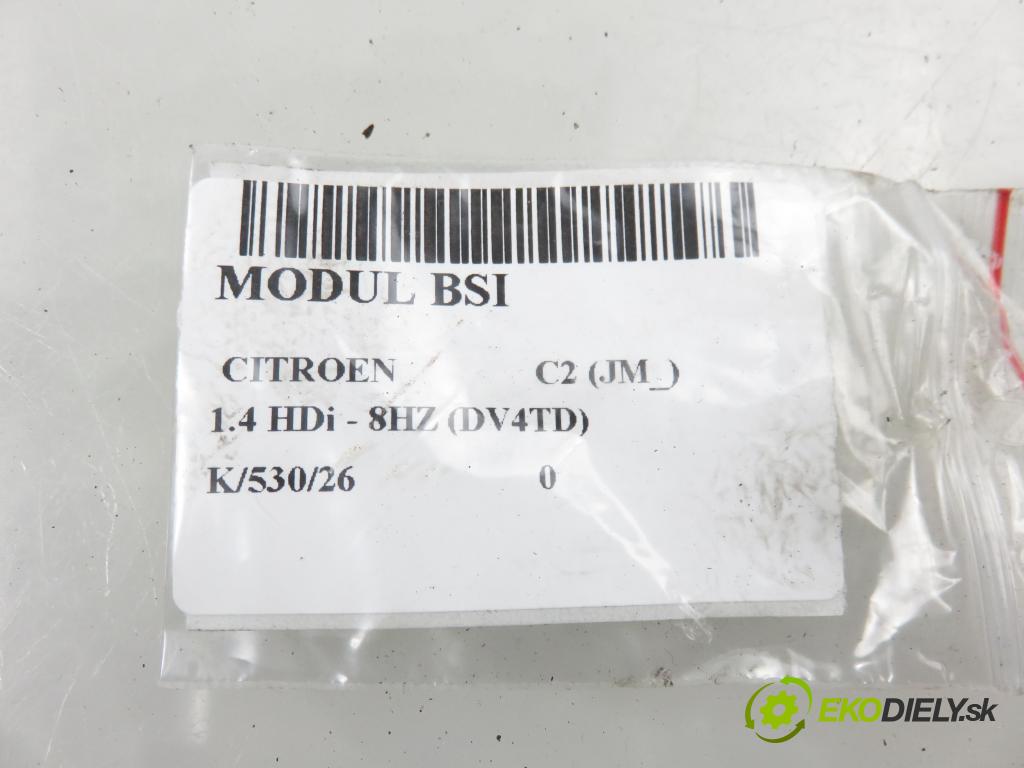 MODUL BSI
CITROEN C2 (JM_)
1.4 HDi - 8HZ (DV4TD)
K/530/26 0
EKODIELY.sk